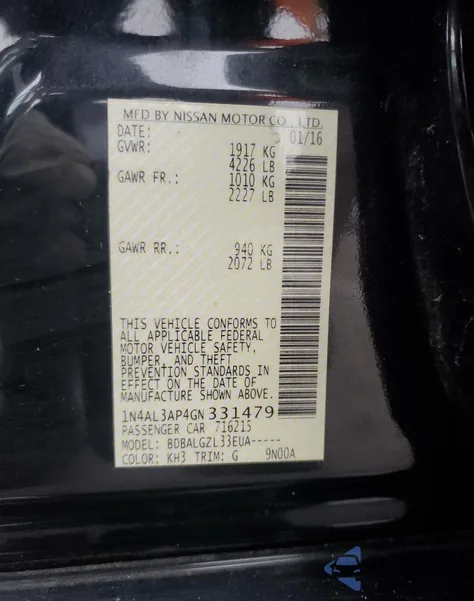 MFD BY NISSAN MOTOR CO., LTD.
DATE: 01/16
GVWR: 1917 KG
4226 LB
GAWR FR.: 1010 KG
2227 LB
GAWR RR.: 940 KG
2072 LB
THIS VEHICLE CONFORMS TO
ALL APPLICABLE FEDERAL
MOTOR VEHICLE SAFETY,
BUMPER, AND THEFT
PREVENTION STANDARDS IN
EFFECT ON THE DATE OF
MANUFACTURE SHOWN ABOVE.
1N4AL3AP4GN331479
PASSENGER CAR 716215
MODEL: BDBALGZL33EUA-----
COLOR: KH3 TRIM: G 9N00A